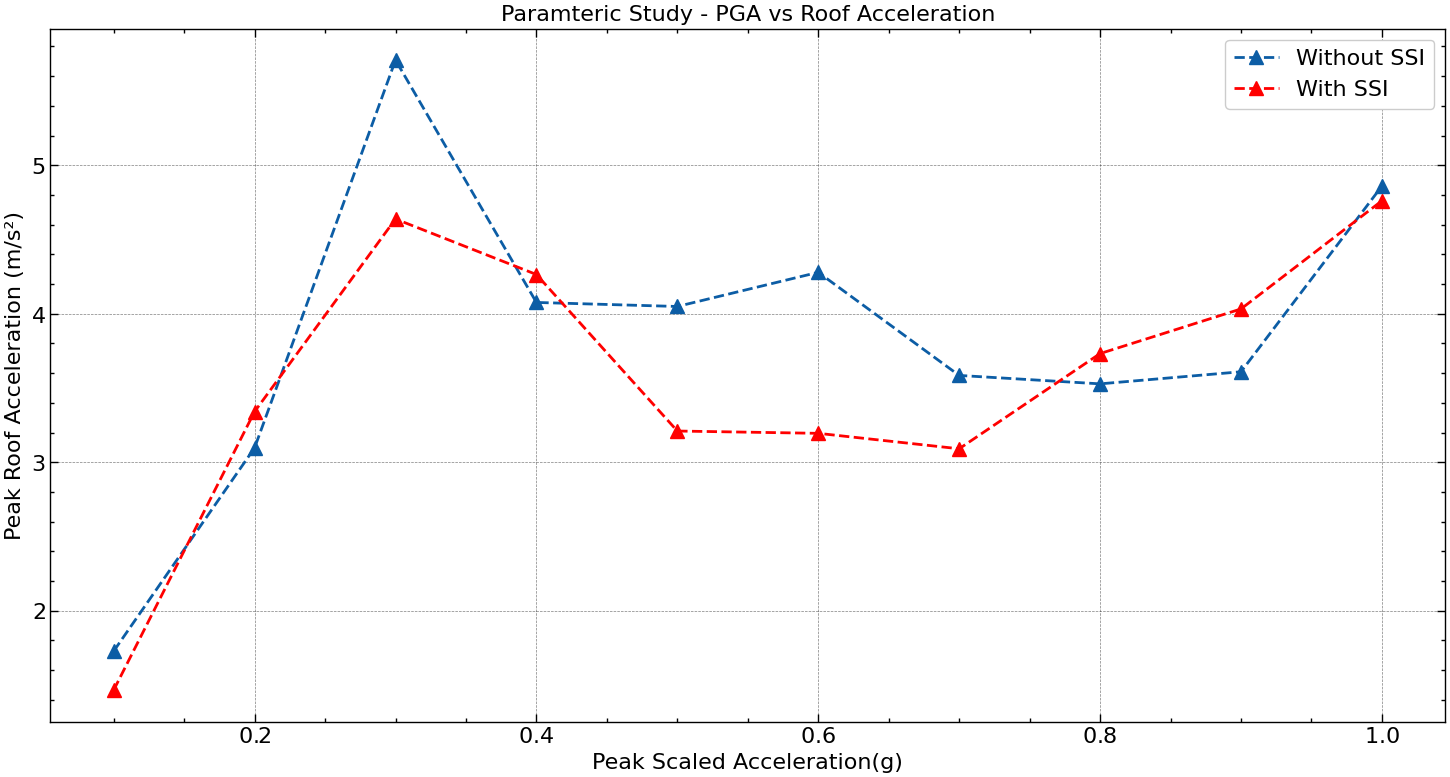 Paramteric Study - PGA vs Roof Acceleration
Without SSI
With SSI
Peak Roof Acceleration (m/s²)
5
4
3
2
0.2
0.4
0.6
0.8
1.0
Peak Scaled Acceleration(g)